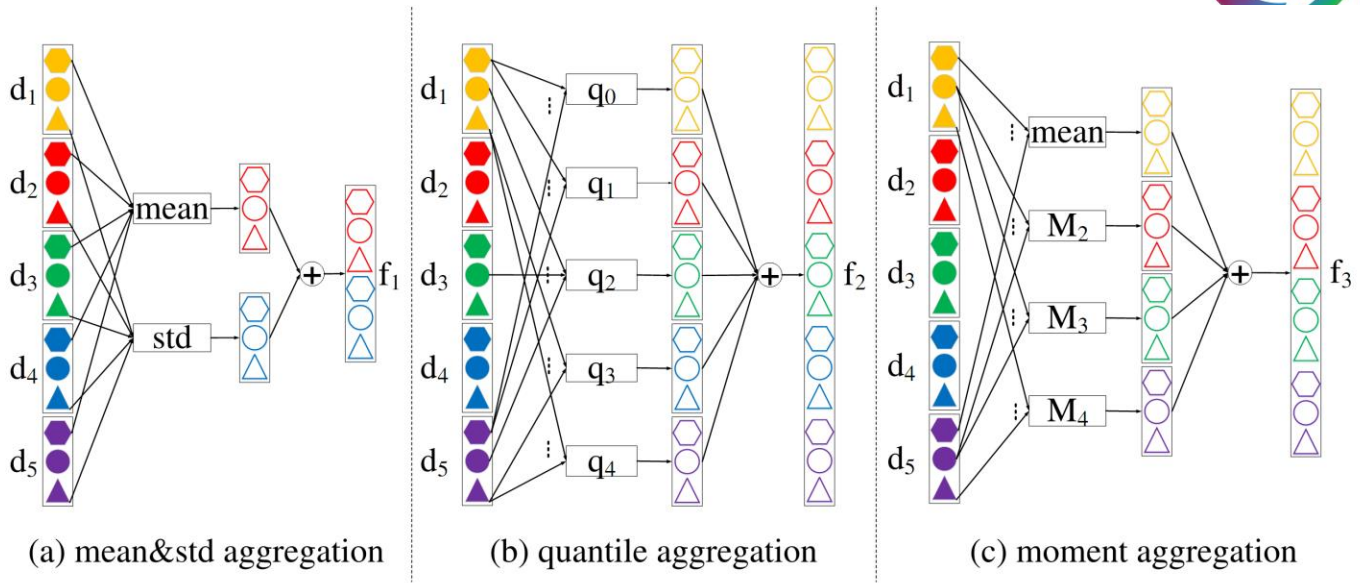 d1
d2
d3
d4
d5
mean
std
+
f1
(a) mean&std aggregation
d1
d2
d3
d4
d5
q0
q1
q2
q3
q4
+
f2
(b) quantile aggregation
d1
d2
d3
d4
d5
mean
M2
M3
M4
+
f3
(c) moment aggregation